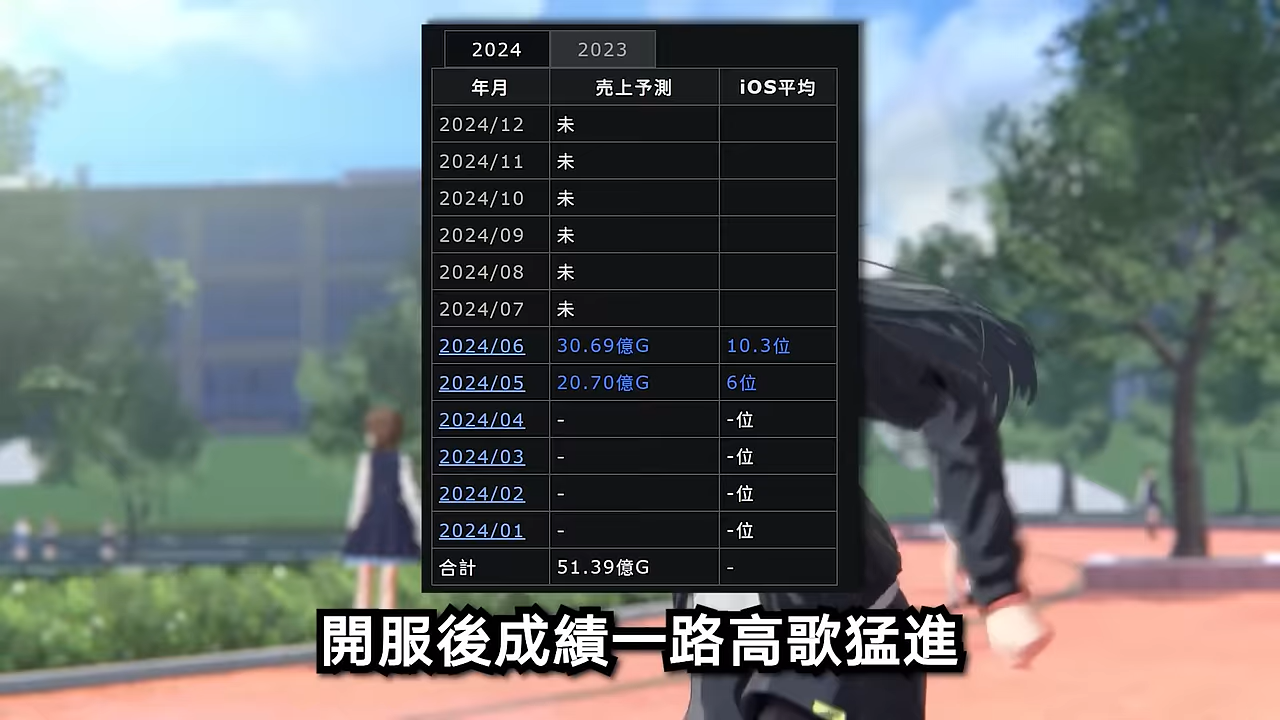 2024 2023
年月 売上予測 iOS平均
2024/12 未
2024/11 未
2024/10 未
2024/09 未
2024/08 未
2024/07 未
2024/06 30.69億G 10.3位
2024/05 20.70億G 6位
2024/04 - -位
2024/03 - -位
2024/02 - -位
2024/01 - -位
合計 51.39億G -
開服後成績一路高歌猛進